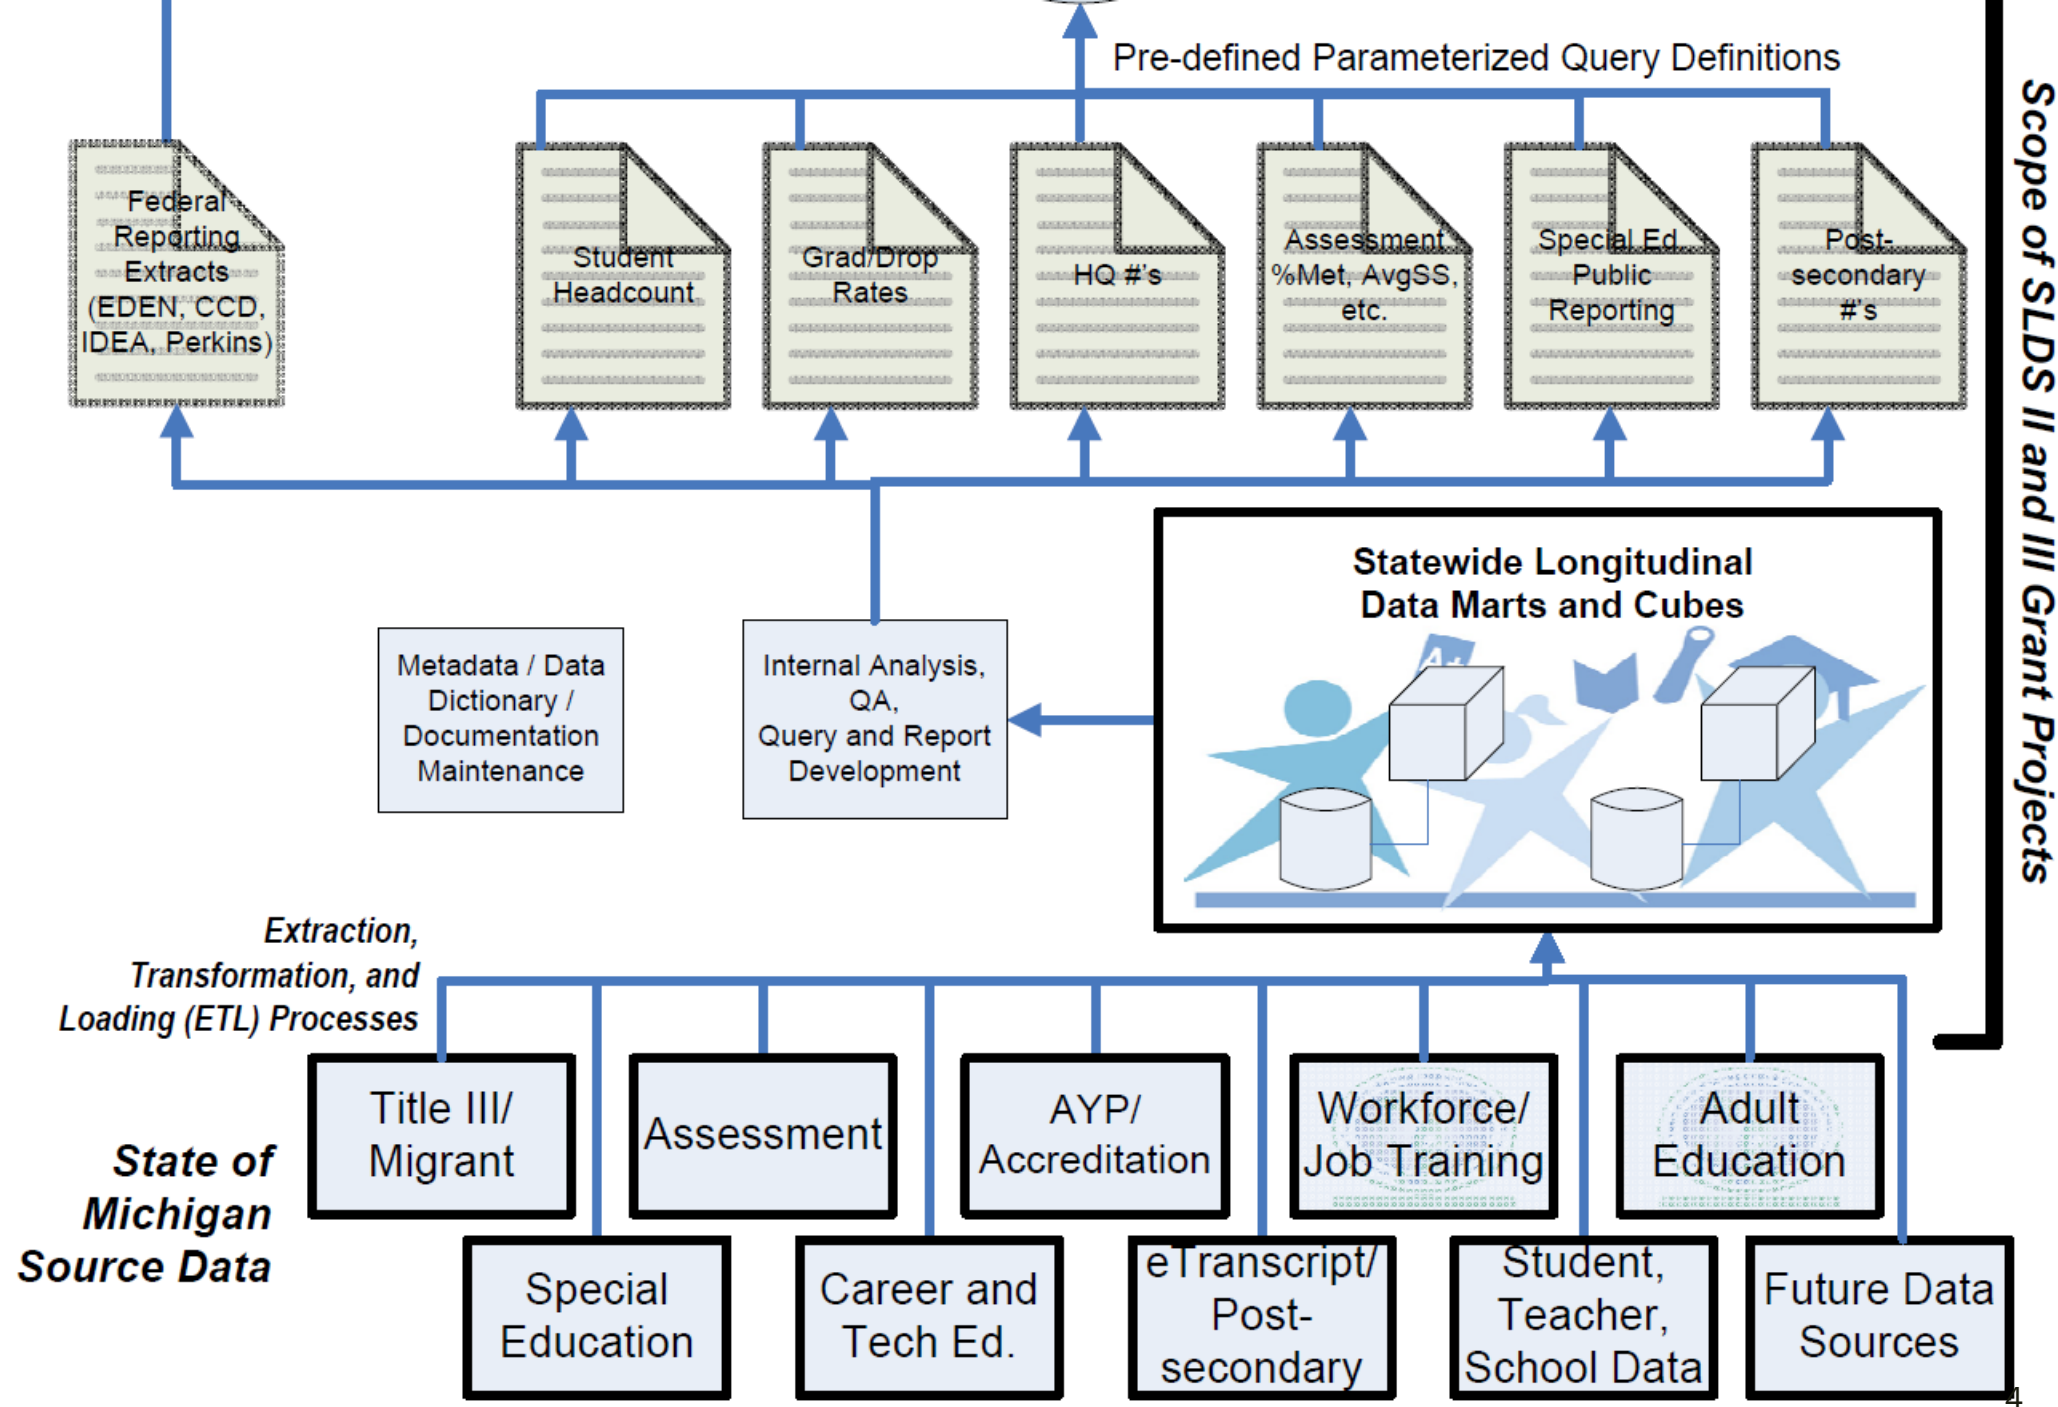 Pre-defined Parameterized Query Definitions
Federal
Reporting
Extracts
(EDEN, CCD,
IDEA, Perkins)
Student
Headcount
Grad/Drop
Rates
HQ #'s
Assessment
%Met, AvgSS,
etc.
Special Ed
Public
Reporting
Post-
secondary
#'s
Scope of SLDS II and III Grant Projects
Statewide Longitudinal
Data Marts and Cubes
A+
Metadata / Data
Dictionary /
Documentation
Maintenance
Internal Analysis,
QA,
Query and Report
Development
Extraction,
Transformation, and
Loading (ETL) Processes
State of
Michigan
Source Data
Title III/
Migrant
Assessment
AYP/
Accreditation
Workforce/
Job Training
Adult
Education
Special
Education
Career and
Tech Ed.
eTranscript/
Post-
secondary
Student,
Teacher,
School Data
Future Data
Sources
4